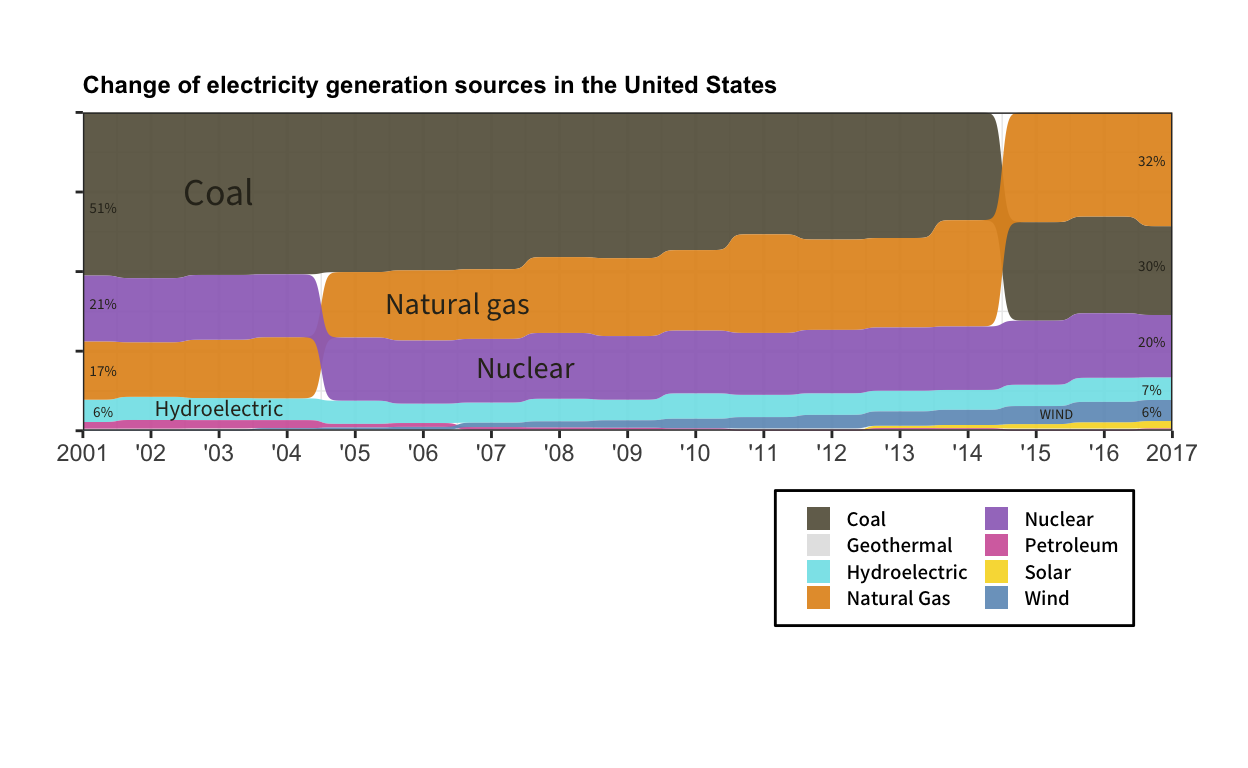 Change of electricity generation sources in the United States
32%
Coal
51%
30%
21%
Natural gas
20%
17%
Nuclear
7%
6% Hydroelectric WIND 6%
2001 '02 '03 '04 '05 '06 '07 '08 '09 '10 '11 '12 '13 '14 '15 '16 2017
Coal Nuclear
Geothermal Petroleum
Hydroelectric Solar
Natural Gas Wind